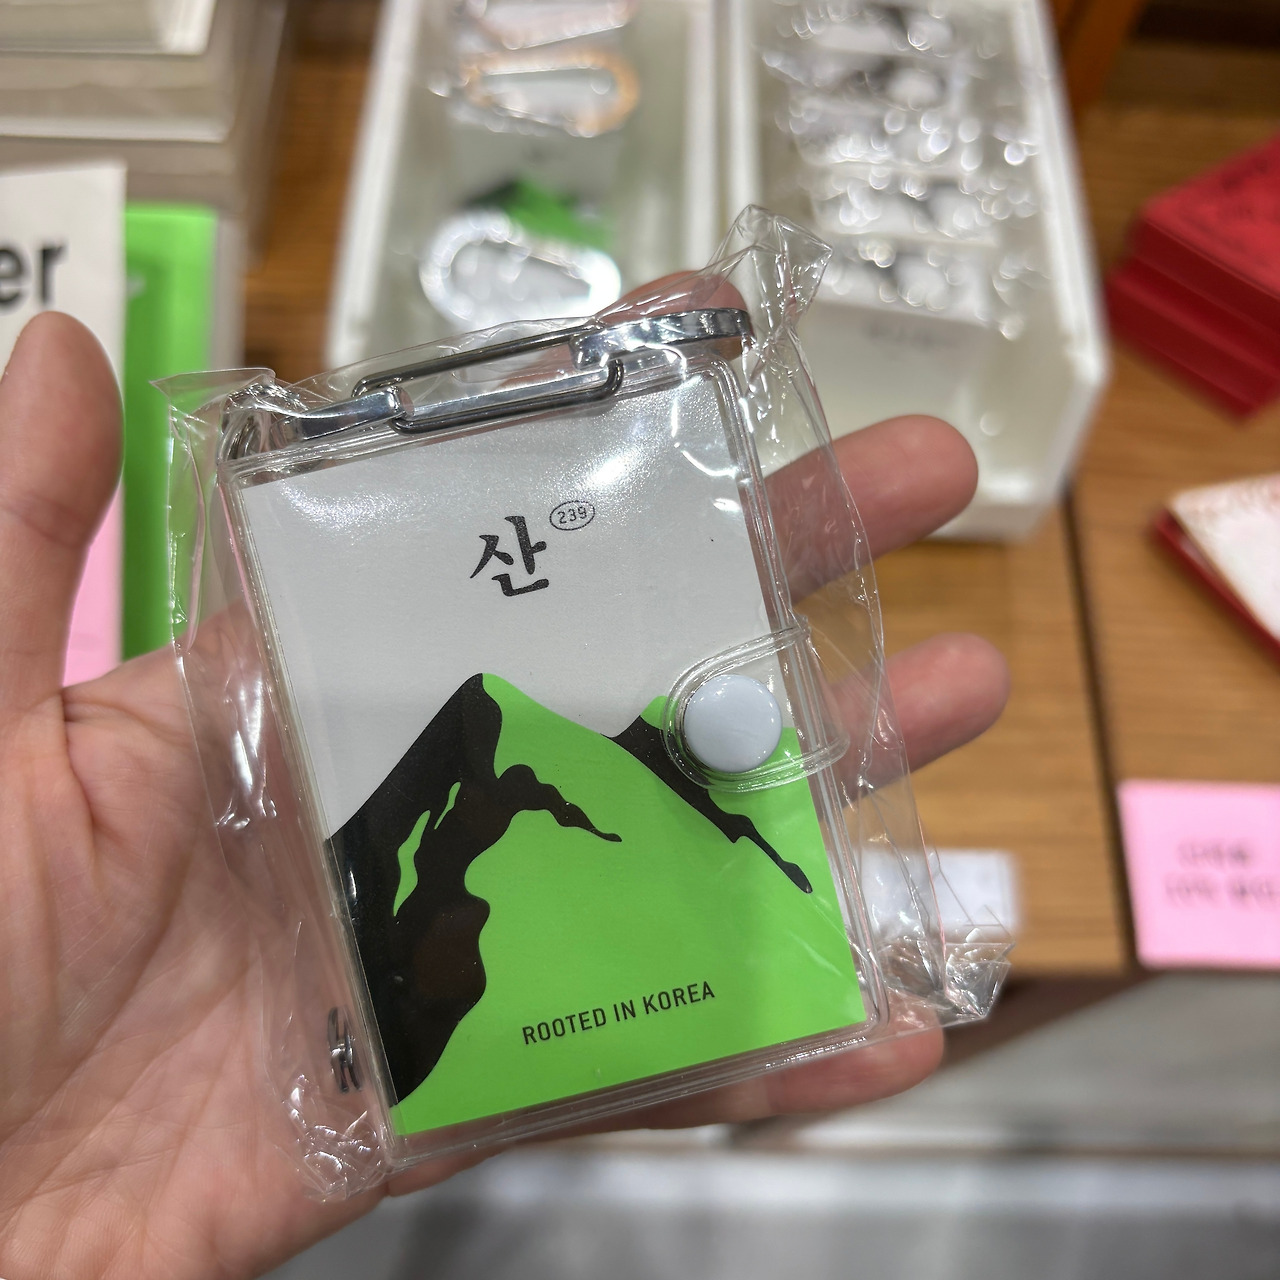 er
산 239
ROOTED IN KOREA